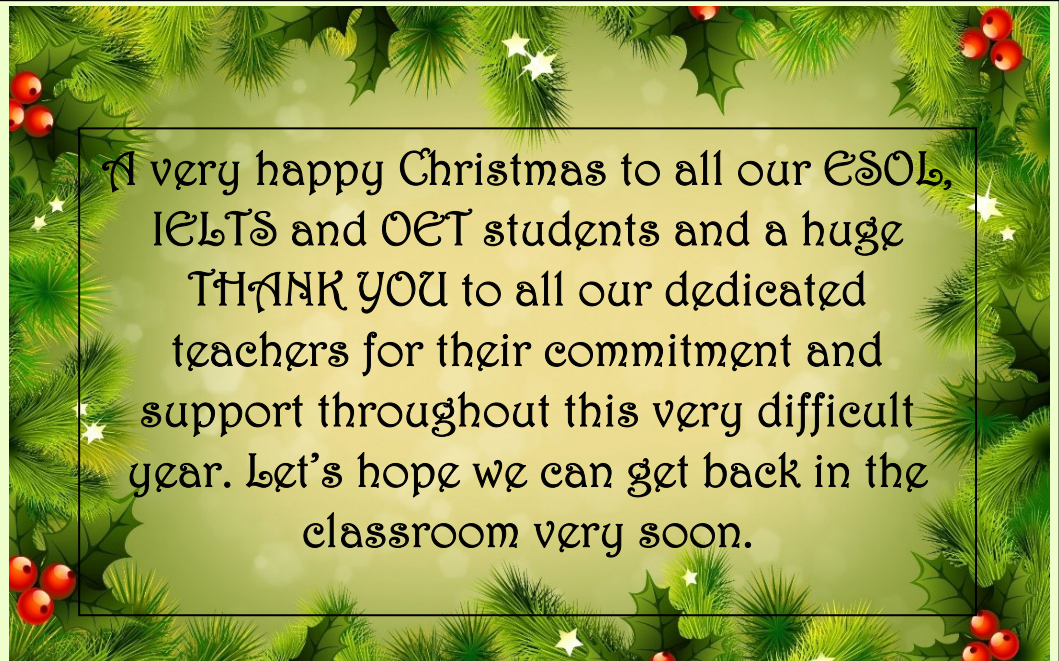 A very happy Christmas to all our ESOL,
IELTS and OET students and a huge
THANK YOU to all our dedicated
teachers for their commitment and
support throughout this very difficult
year. Let’s hope we can get back in the
classroom very soon.